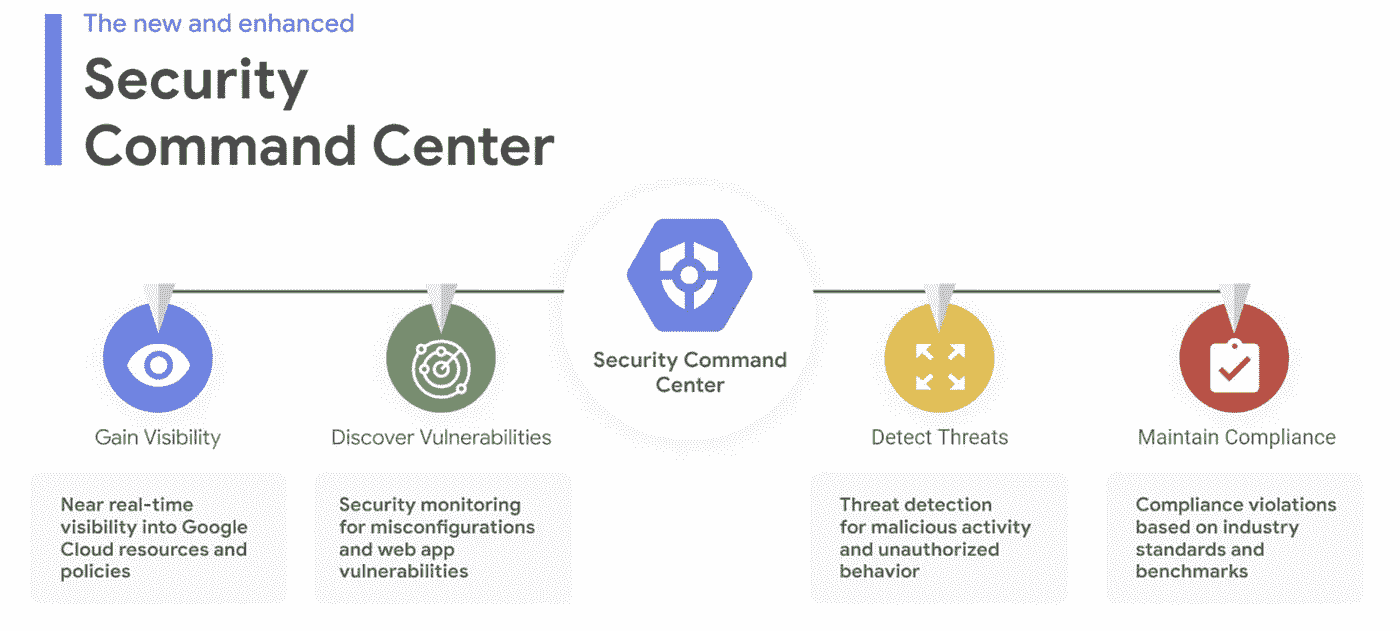 The new and enhanced
Security
Command Center
Security Command
Center
Gain Visibility
Near real-time
visibility into Google
Cloud resources and
policies
Discover Vulnerabilities
Security monitoring
for misconfigurations
and web app
vulnerabilities
Detect Threats
Threat detection
for malicious activity
and unauthorized
behavior
Maintain Compliance
Compliance violations
based on industry
standards and
benchmarks